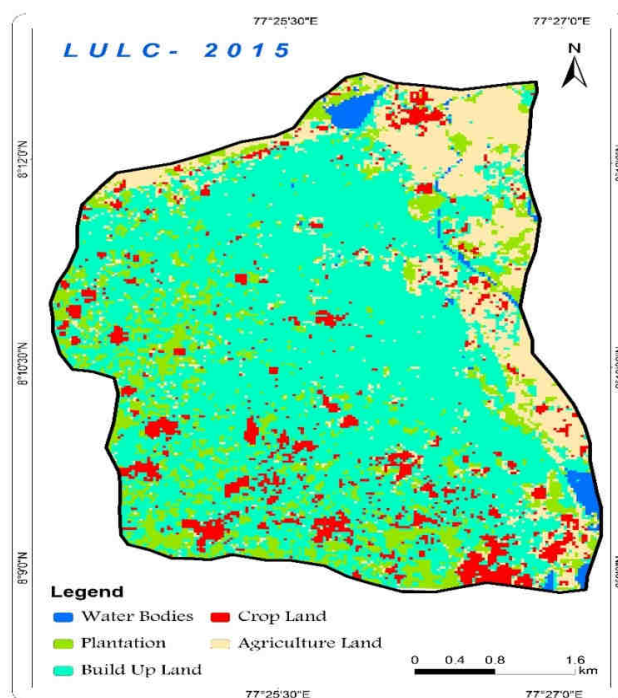 77°25'30"E 77°27'0"E
LULC- 2015
N
8°12'0"N
8°10'30"N
8°9'0"N
Legend
Water Bodies Crop Land
Plantation Agriculture Land
Build Up Land
0 0.4 0.8 1.6
km
77°25'30"E 77°27'0"E